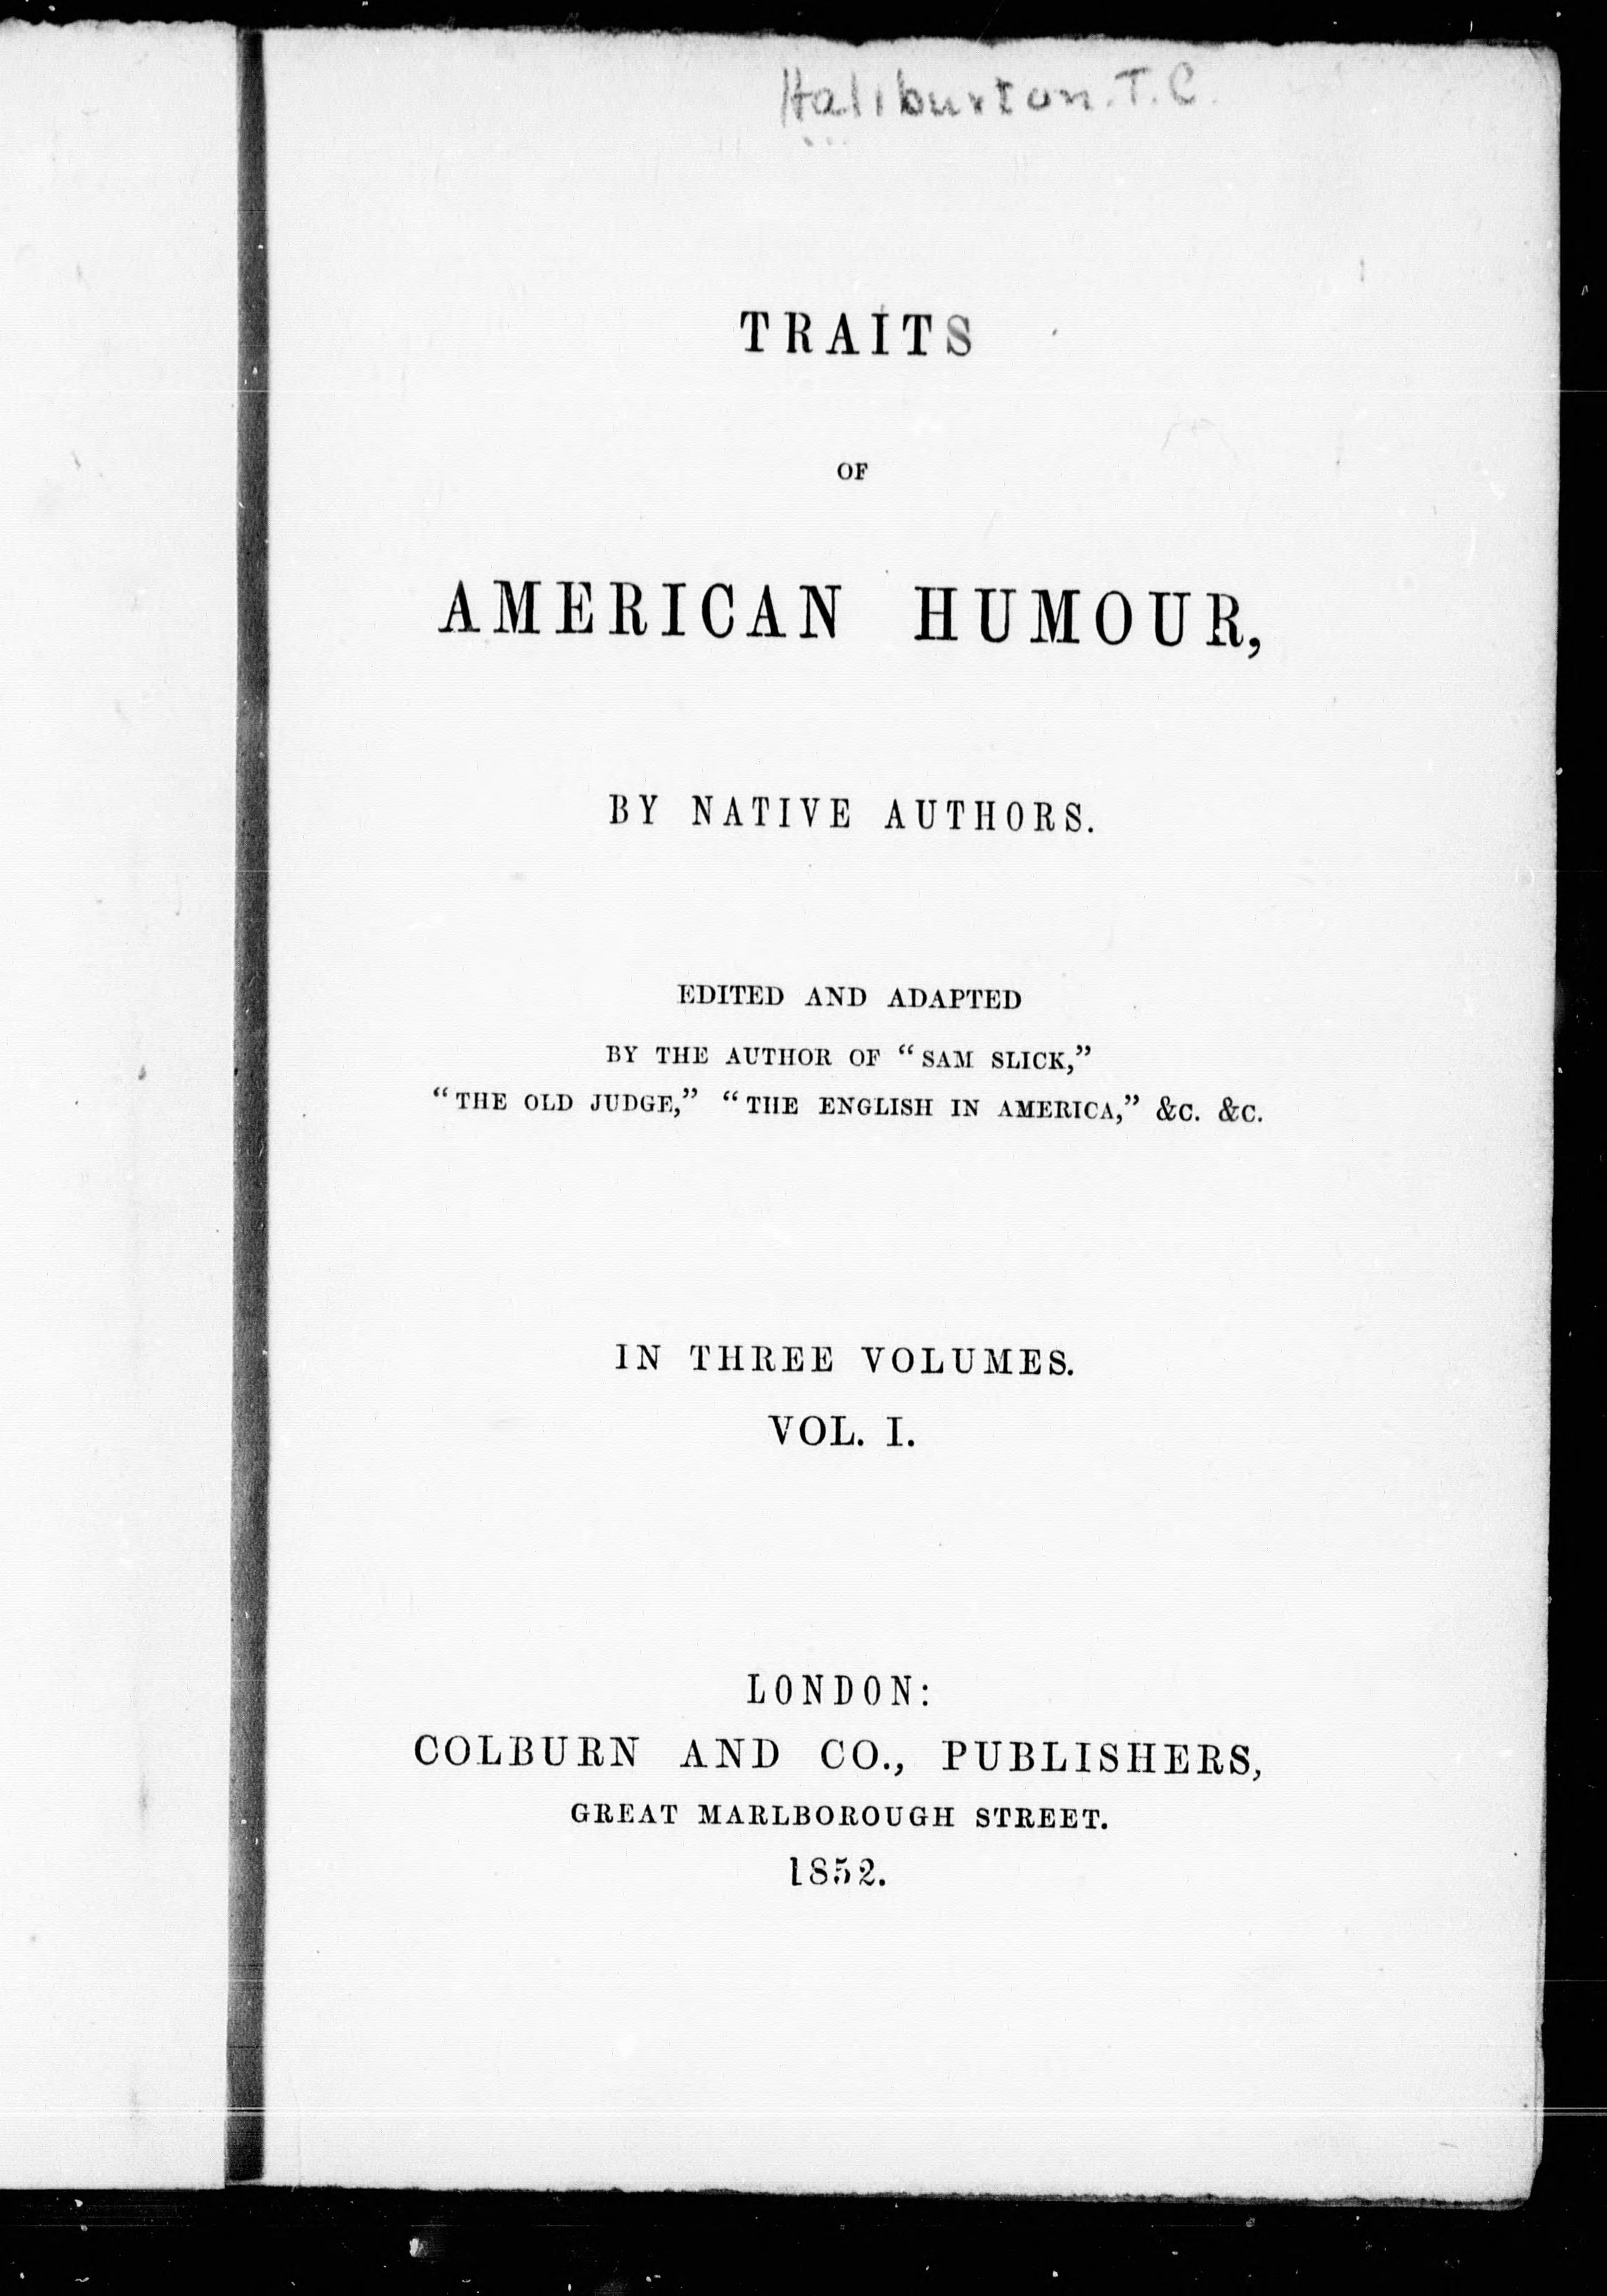 Haliburton. T. C.
TRAITS
OF
AMERICAN HUMOUR,
BY NATIVE AUTHORS.
EDITED AND ADAPTED
BY THE AUTHOR OF “SAM SLICK,”
“THE OLD JUDGE,” “THE ENGLISH IN AMERICA,” &C. &C.
IN THREE VOLUMES.
VOL. I.
LONDON:
COLBURN AND CO., PUBLISHERS,
GREAT MARLBOROUGH STREET.
1852.